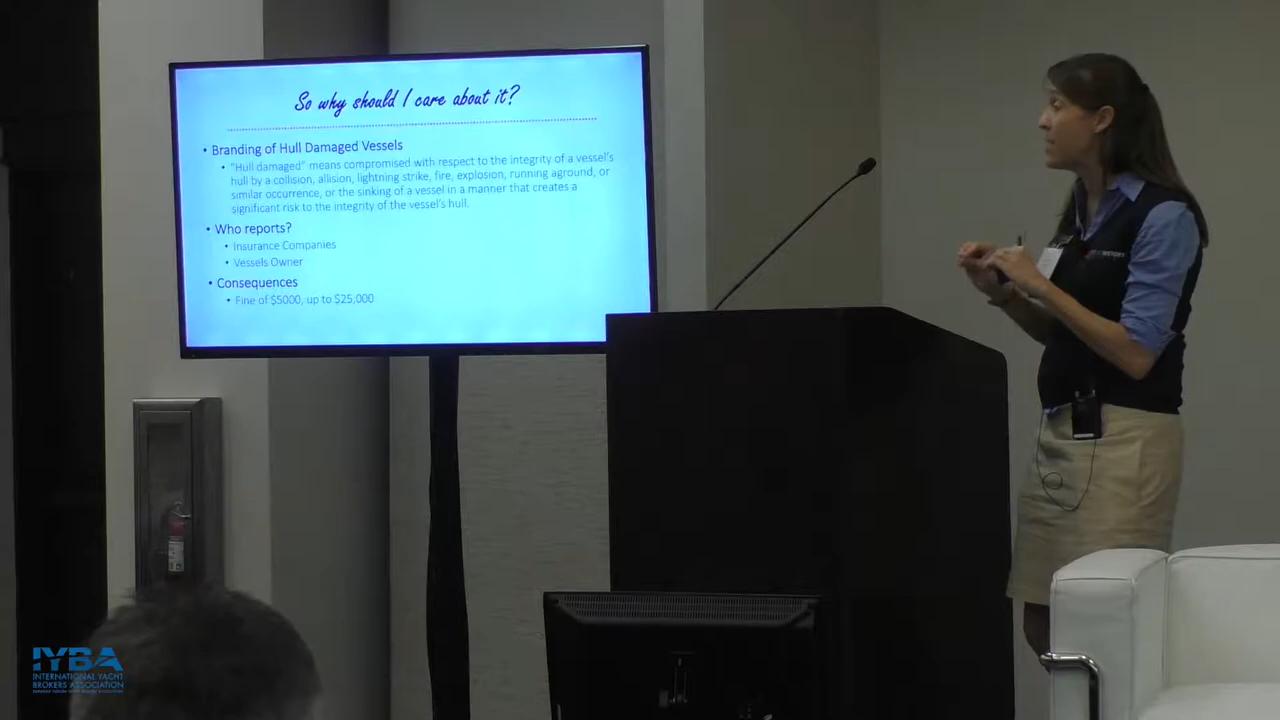 So why should I care about it?
• Branding of Hull Damaged Vessels
• "Hull damaged" means compromised with respect to the integrity of a vessel's
hull by a collision, allision, lightning strike, fire, explosion, running aground, or
similar occurrence, or the sinking of a vessel in a manner that creates a
significant risk to the integrity of the vessel's hull.
• Who reports?
• Insurance Companies
• Vessels Owner
• Consequences
• Fine of $5000, up to $25,000
IYBA
INTERNATIONAL YACHT
BROKERS ASSOCIATION